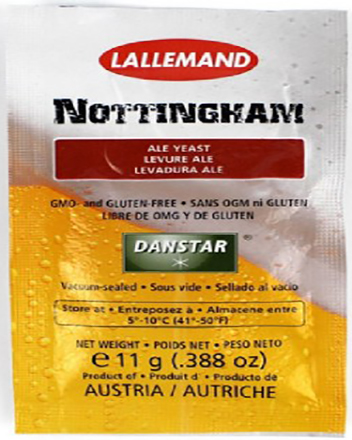 LALLEMAND
NOTTINGHAM
ALE YEAST
LEVURE ALE
LEVADURA ALE
GMO- and GLUTEN-FREE • SANS OGM ni GLUTEN
LIBRE DE OMG Y DE GLUTEN
DANSTAR ®
Vacuum-sealed • Sous vide • Sellado al vacio
Store at • Entreposez à • Almacene entre
5°-10°C (41°-50°F)
NET WEIGHT • POIDS NET • PESO NETO
e 11 g (.388 oz)
Product of • Produit d' • Producto de
AUSTRIA / AUTRICHE